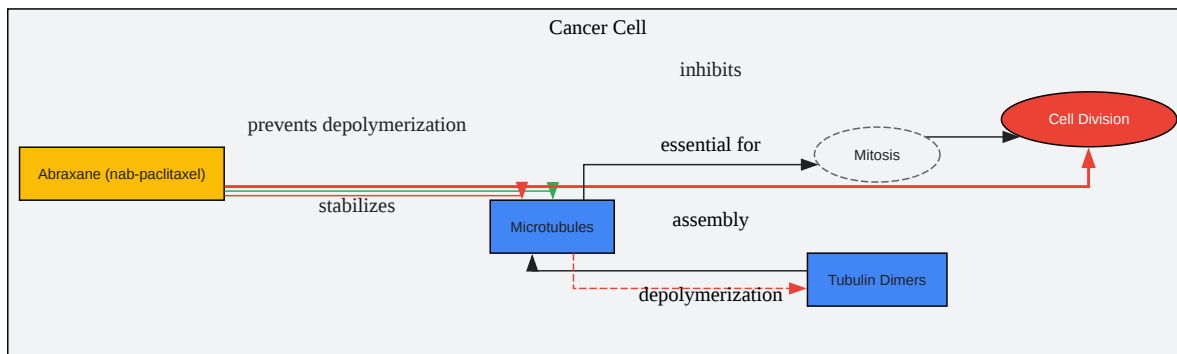 Cancer Cell
inhibits
Cell Division
prevents depolymerization
essential for
Mitosis
Abraxane (nab-paclitaxel)
stabilizes
assembly
Microtubules
Tubulin Dimers
depolymerization